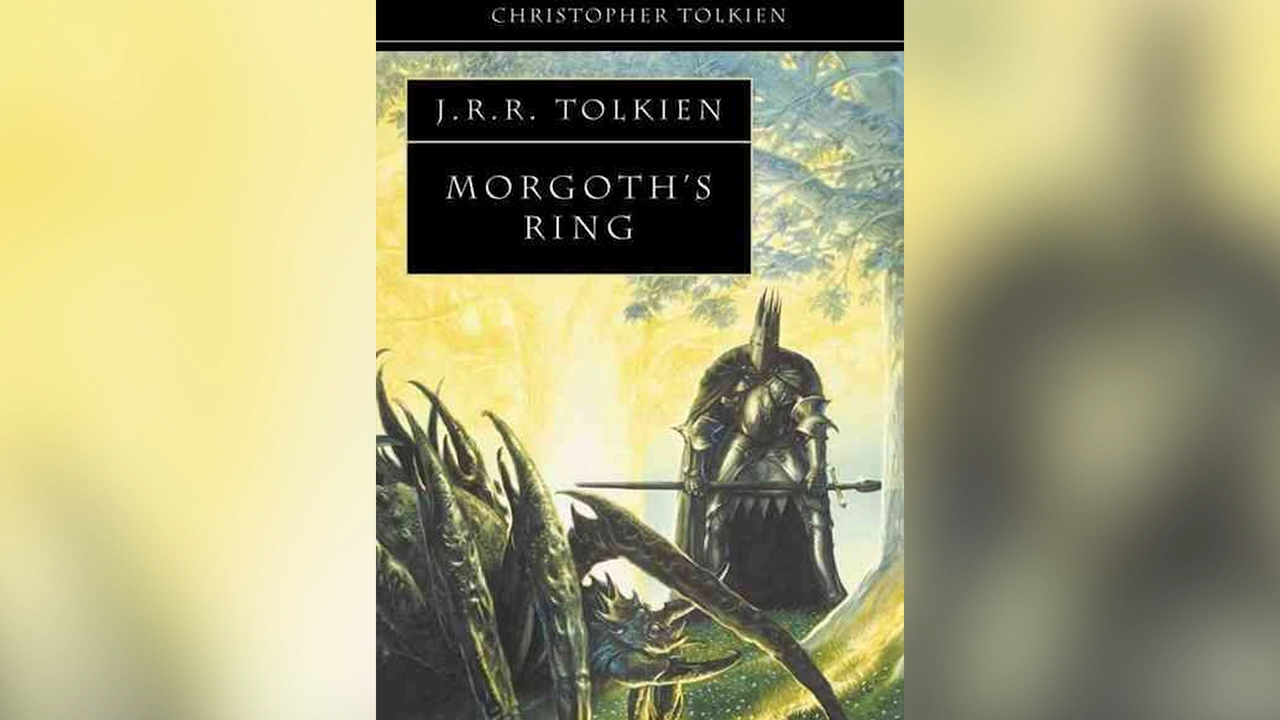 CHRISTOPHER TOLKIEN
J.R.R. TOLKIEN
MORGOTH'S
RING